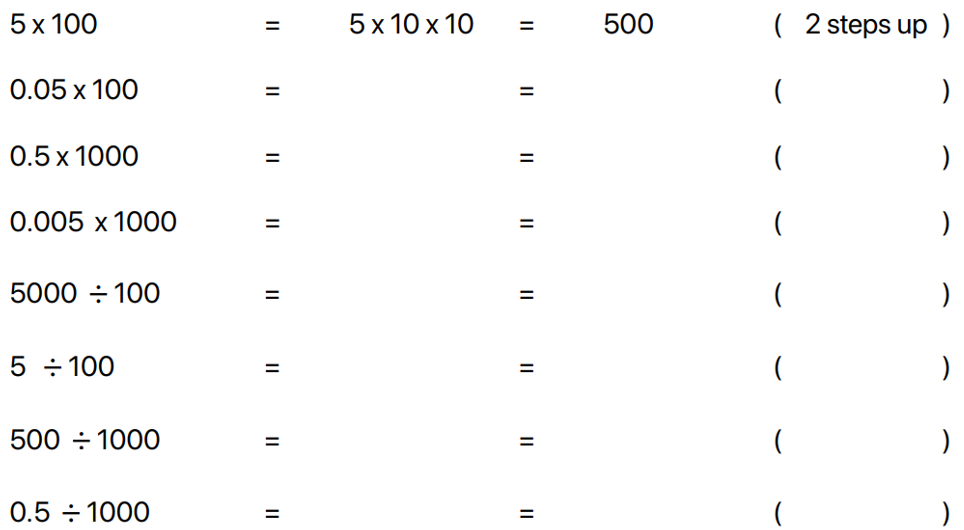 5 x 100 = 5 x 10 x 10 = 500 ( 2 steps up )
0.05 x 100 = = ( )
0.5 x 1000 = = ( )
0.005 x 1000 = = ( )
5000 ÷ 100 = = ( )
5 ÷ 100 = = ( )
500 ÷ 1000 = = ( )
0.5 ÷ 1000 = = ( )